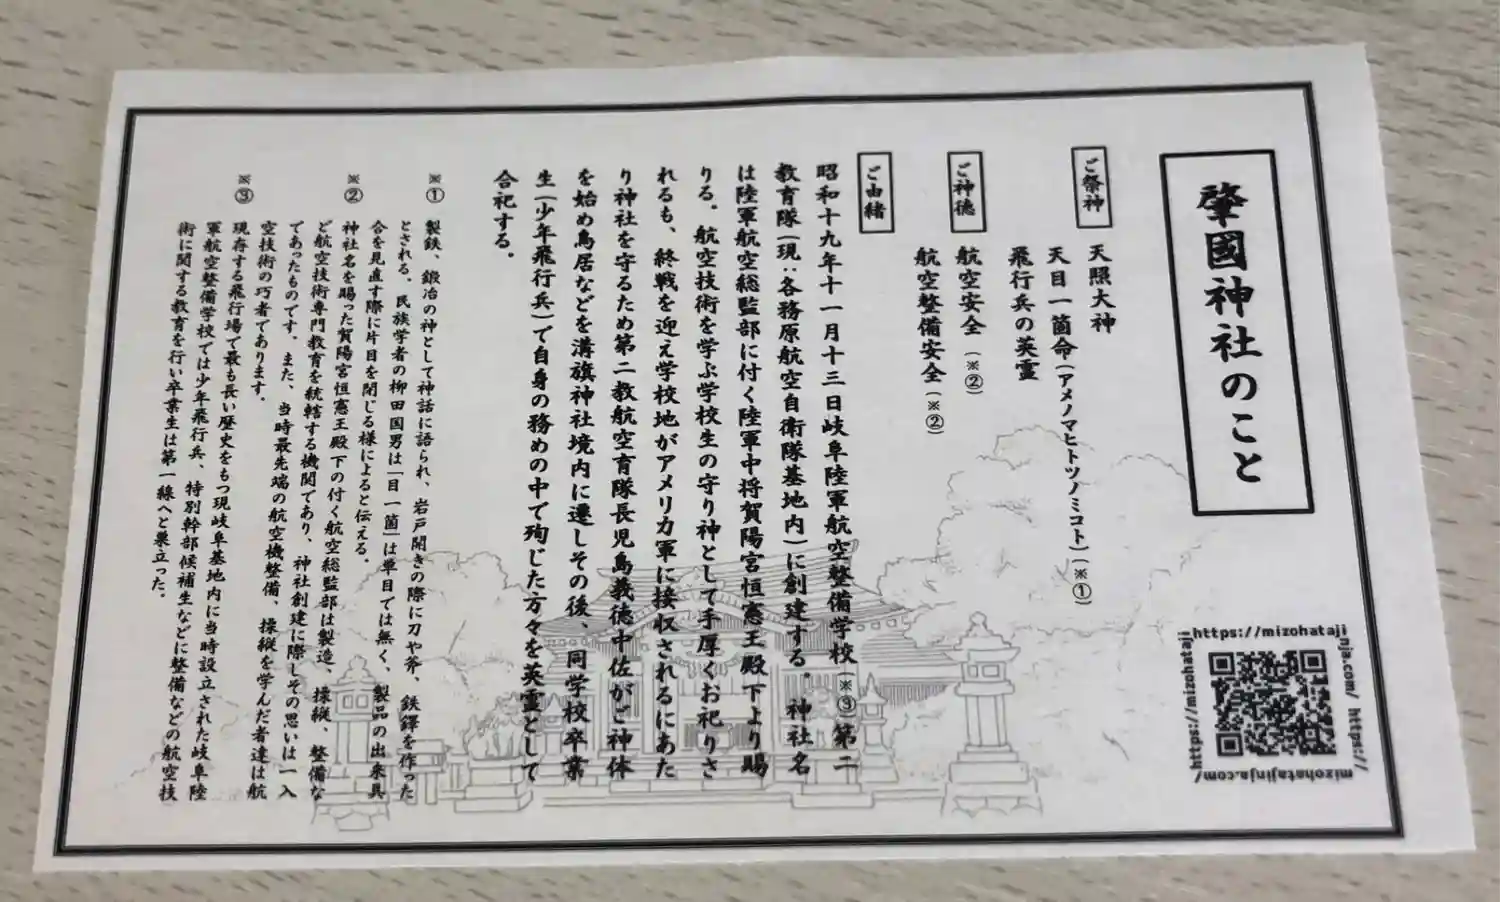 肇國神社のこと
ご祭神
天照大神
天目一箇命（アメノマヒトツノミコト）（※①）
飛行兵の英霊
ご神徳
航空安全（※②）
航空整備安全（※②）
ご由緒
昭和十九年十一月十三日岐阜陸軍航空整備学校（※③）第二
教育隊（現：各務原航空自衛隊基地内）に創建する。神社名
は陸軍航空総監部に付く陸軍中将賀陽宮恒憲王殿下より賜
りる。航空技術を学ぶ学校生の守り神として手厚くお祀りさ
れるも、終戦を迎え学校地がアメリカ軍に接収されるにあた
り神社を守るため第二教航空育隊長児島義徳中佐がご神体
を始め鳥居などを溝旗神社境内に遷しその後、同学校卒業
生（少年飛行兵）で自身の務めの中で殉じた方々を英霊として
合祀する。
※①
製鉄、鍛冶の神として神話に語られ、岩戸開きの際に刀や斧、鉄鐸を作った
とされる。民族学者の柳田国男は「目一箇」は単目では無く、製品の出来具
合を見直す際に片目を閉じる様によると伝える。
※②
神社名を賜った賀陽宮恒憲王殿下の付く航空総監部は製造、操縦、整備な
ど航空技術専門教育を統轄する機関であり、神社創建に際しその思いは一入
であったものです。また、当時最先端の航空機整備、操縦を学んだ者達は航
空技術の巧者であります。
※③
現存する飛行場で最も長い歴史をもつ現岐阜基地内に当時設立された岐阜陸
軍航空整備学校では少年飛行兵、特別幹部候補生などに整備などの航空技
術に関する教育を行い卒業生は第一線へと巣立った。
https://mizohataji
nja.com/ https://
mizohatajinja.com/
https://mizohataji